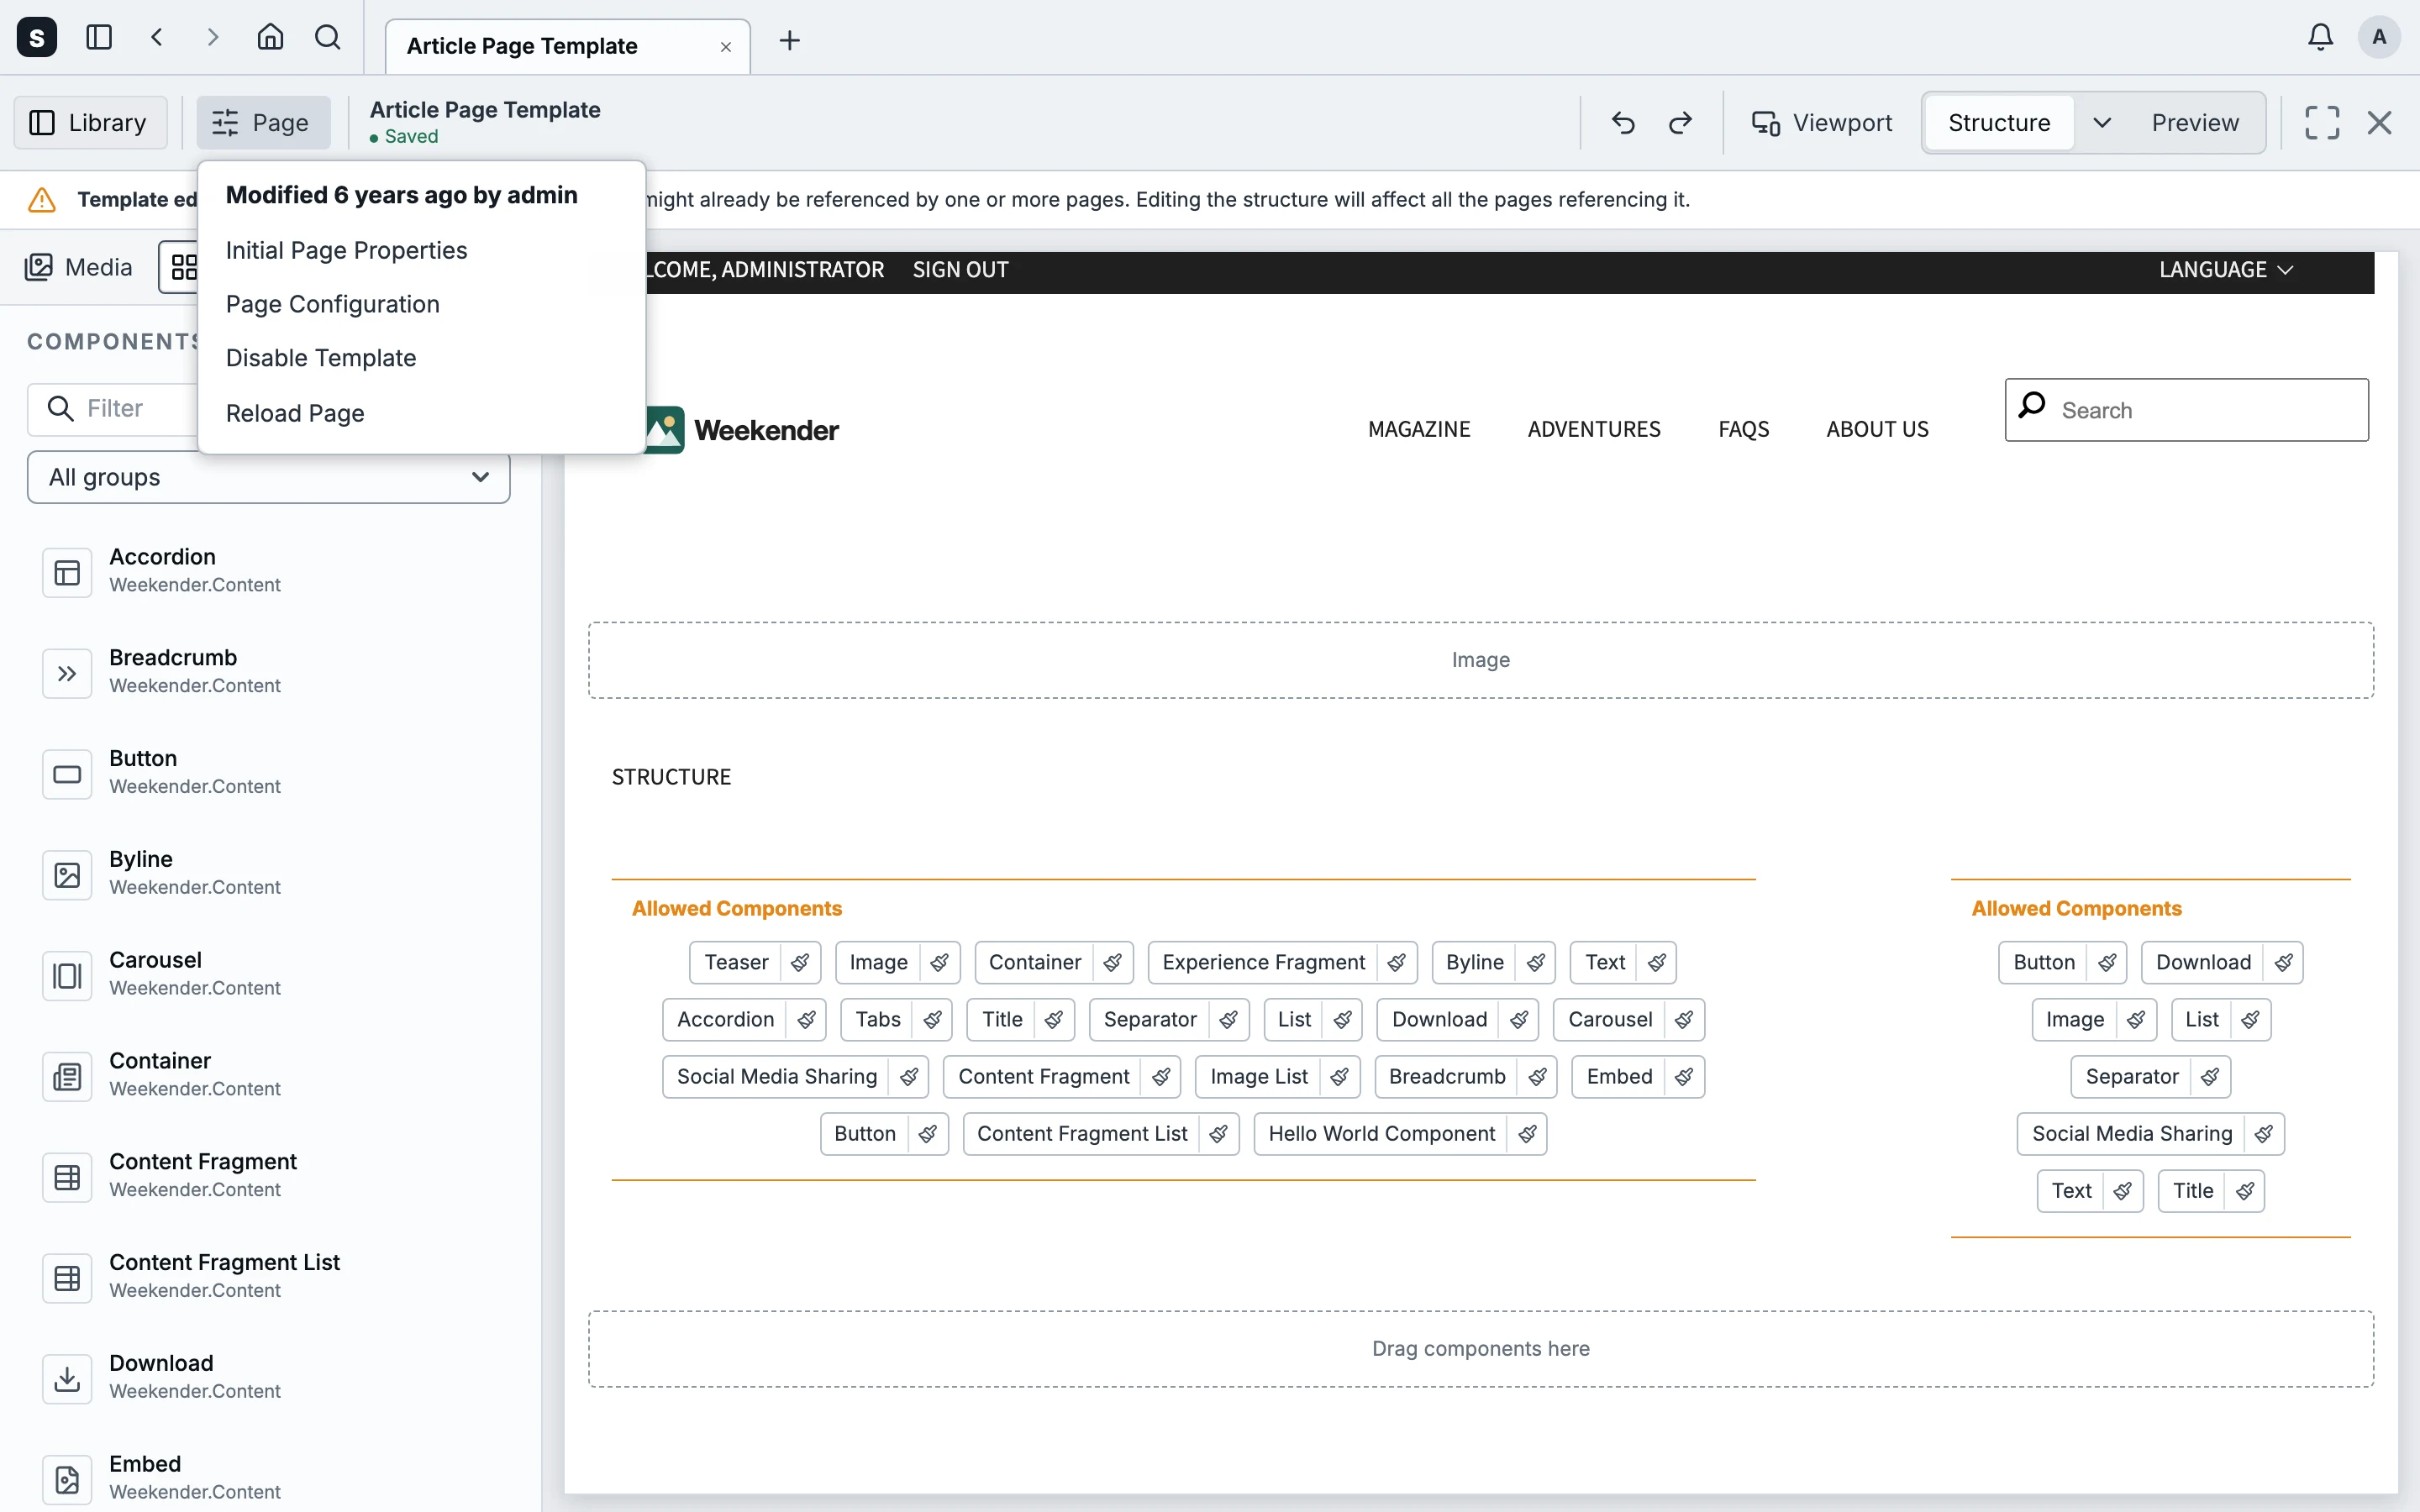 S
Article Page Template
A
Library
Page
Article Page Template
Saved
Viewport
Structure
Preview
Template ed
might already be referenced by one or more pages. Editing the structure will affect all the pages referencing it.
Modified 6 years ago by admin
Initial Page Properties
Page Configuration
Disable Template
Reload Page
Media
COMPONENTS
Filter
All groups
Accordion
Weekender.Content
Breadcrumb
Weekender.Content
Button
Weekender.Content
Byline
Weekender.Content
Carousel
Weekender.Content
Container
Weekender.Content
Content Fragment
Weekender.Content
Content Fragment List
Weekender.Content
Download
Weekender.Content
Embed
Weekender.Content
LCOME, ADMINISTRATOR SIGN OUT LANGUAGE
Weekender
MAGAZINE ADVENTURES FAQS ABOUT US
Search
Image
STRUCTURE
Allowed Components
Teaser Image Container Experience Fragment Byline Text
Accordion Tabs Title Separator List Download Carousel
Social Media Sharing Content Fragment Image List Breadcrumb Embed
Button Content Fragment List Hello World Component
Allowed Components
Button Download
Image List
Separator
Social Media Sharing
Text Title
Drag components here